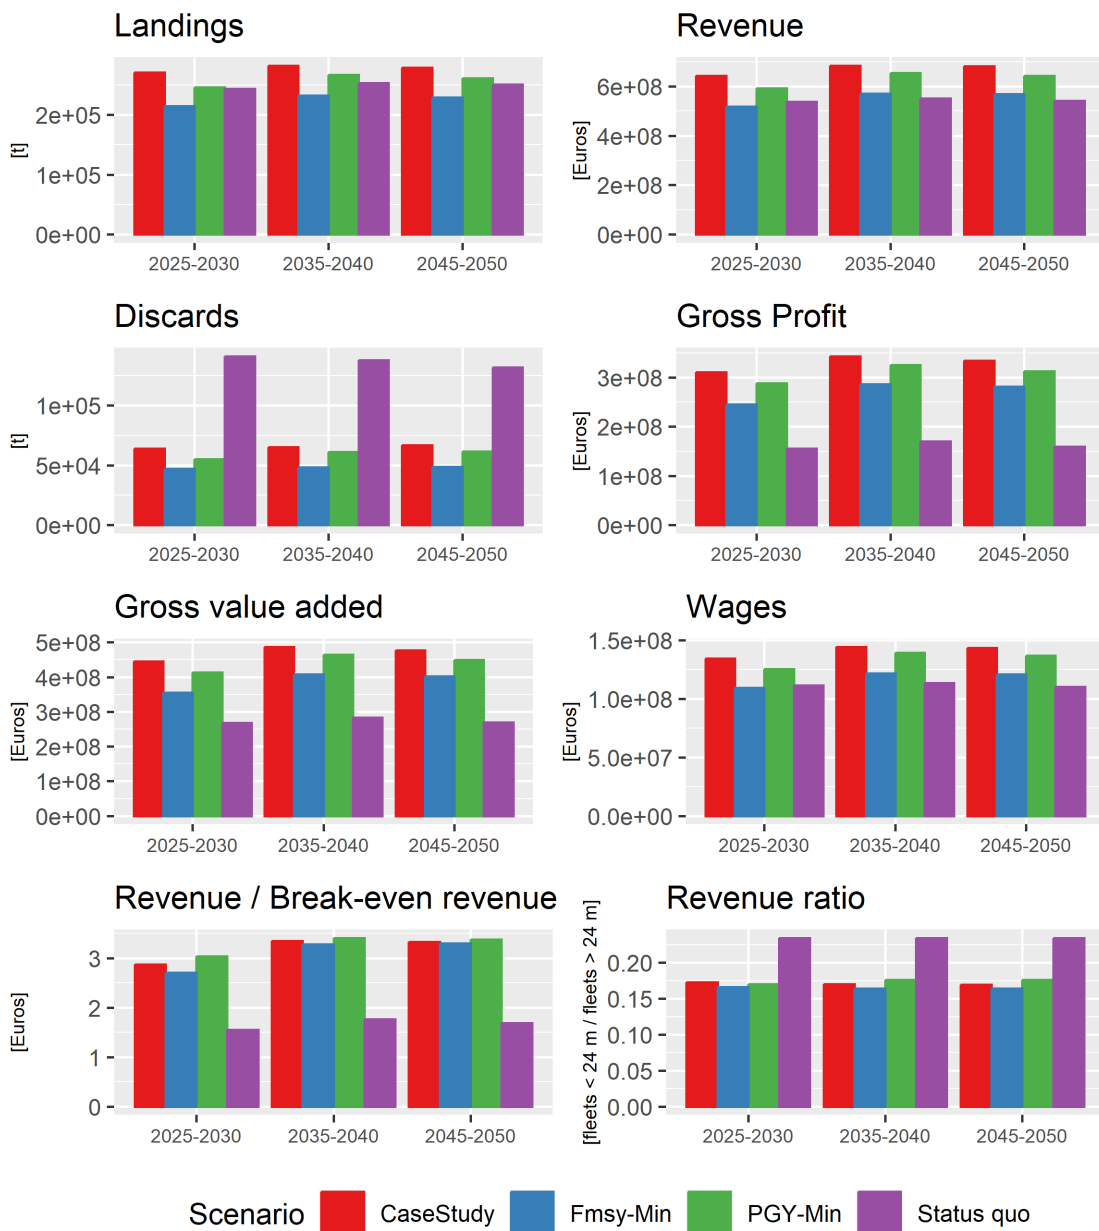 Landings
[t]
2e+05
1e+05
0e+00
2025-2030 2035-2040 2045-2050
Revenue
[Euros]
6e+08
4e+08
2e+08
0e+00
2025-2030 2035-2040 2045-2050
Discards
[t]
1e+05
5e+04
0e+00
2025-2030 2035-2040 2045-2050
Gross Profit
[Euros]
3e+08
2e+08
1e+08
0e+00
2025-2030 2035-2040 2045-2050
Gross value added
[Euros]
5e+08
4e+08
3e+08
2e+08
1e+08
0e+00
2025-2030 2035-2040 2045-2050
Wages
[Euros]
1.5e+08
1.0e+08
5.0e+07
0.0e+00
2025-2030 2035-2040 2045-2050
Revenue / Break-even revenue
[Euros]
3
2
1
0
2025-2030 2035-2040 2045-2050
Revenue ratio
[fleets < 24 m / fleets > 24 m]
0.20
0.15
0.10
0.05
0.00
2025-2030 2035-2040 2045-2050
Scenario CaseStudy Fmsy-Min PGY-Min Status quo